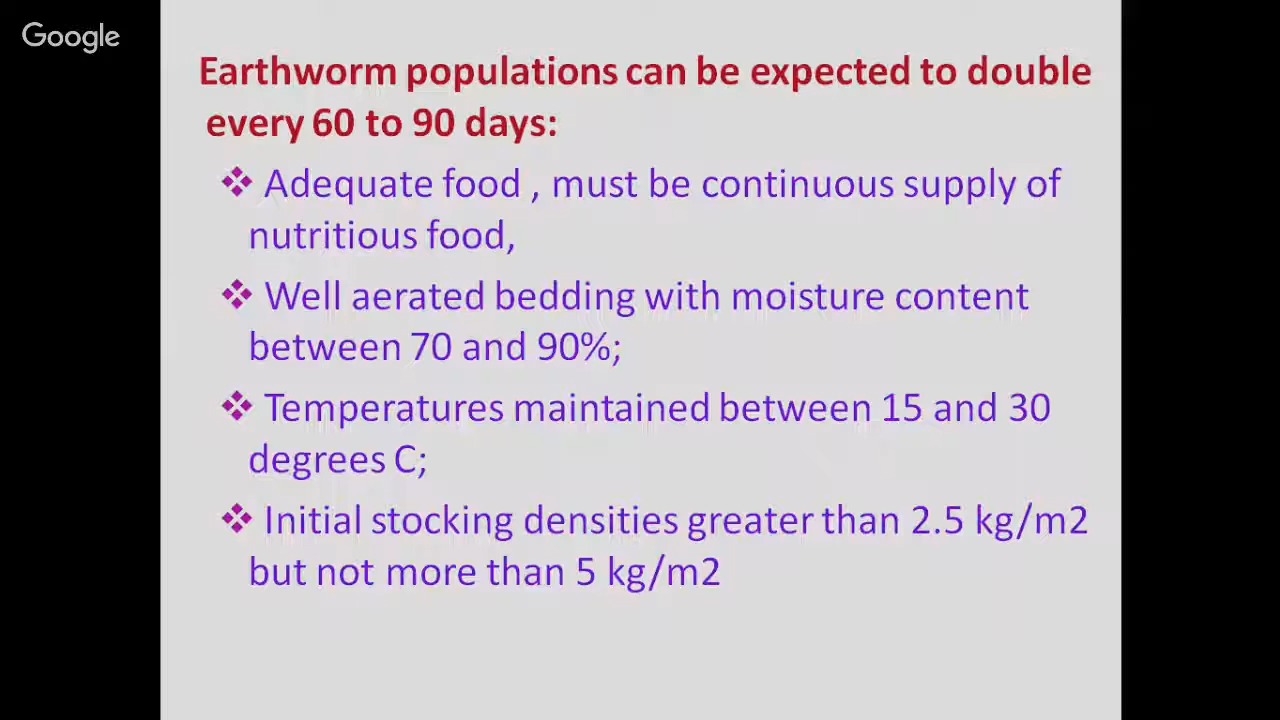 Google
Earthworm populations can be expected to double
every 60 to 90 days:
❖ Adequate food , must be continuous supply of
nutritious food,
❖ Well aerated bedding with moisture content
between 70 and 90%;
❖ Temperatures maintained between 15 and 30
degrees C;
❖ Initial stocking densities greater than 2.5 kg/m2
but not more than 5 kg/m2